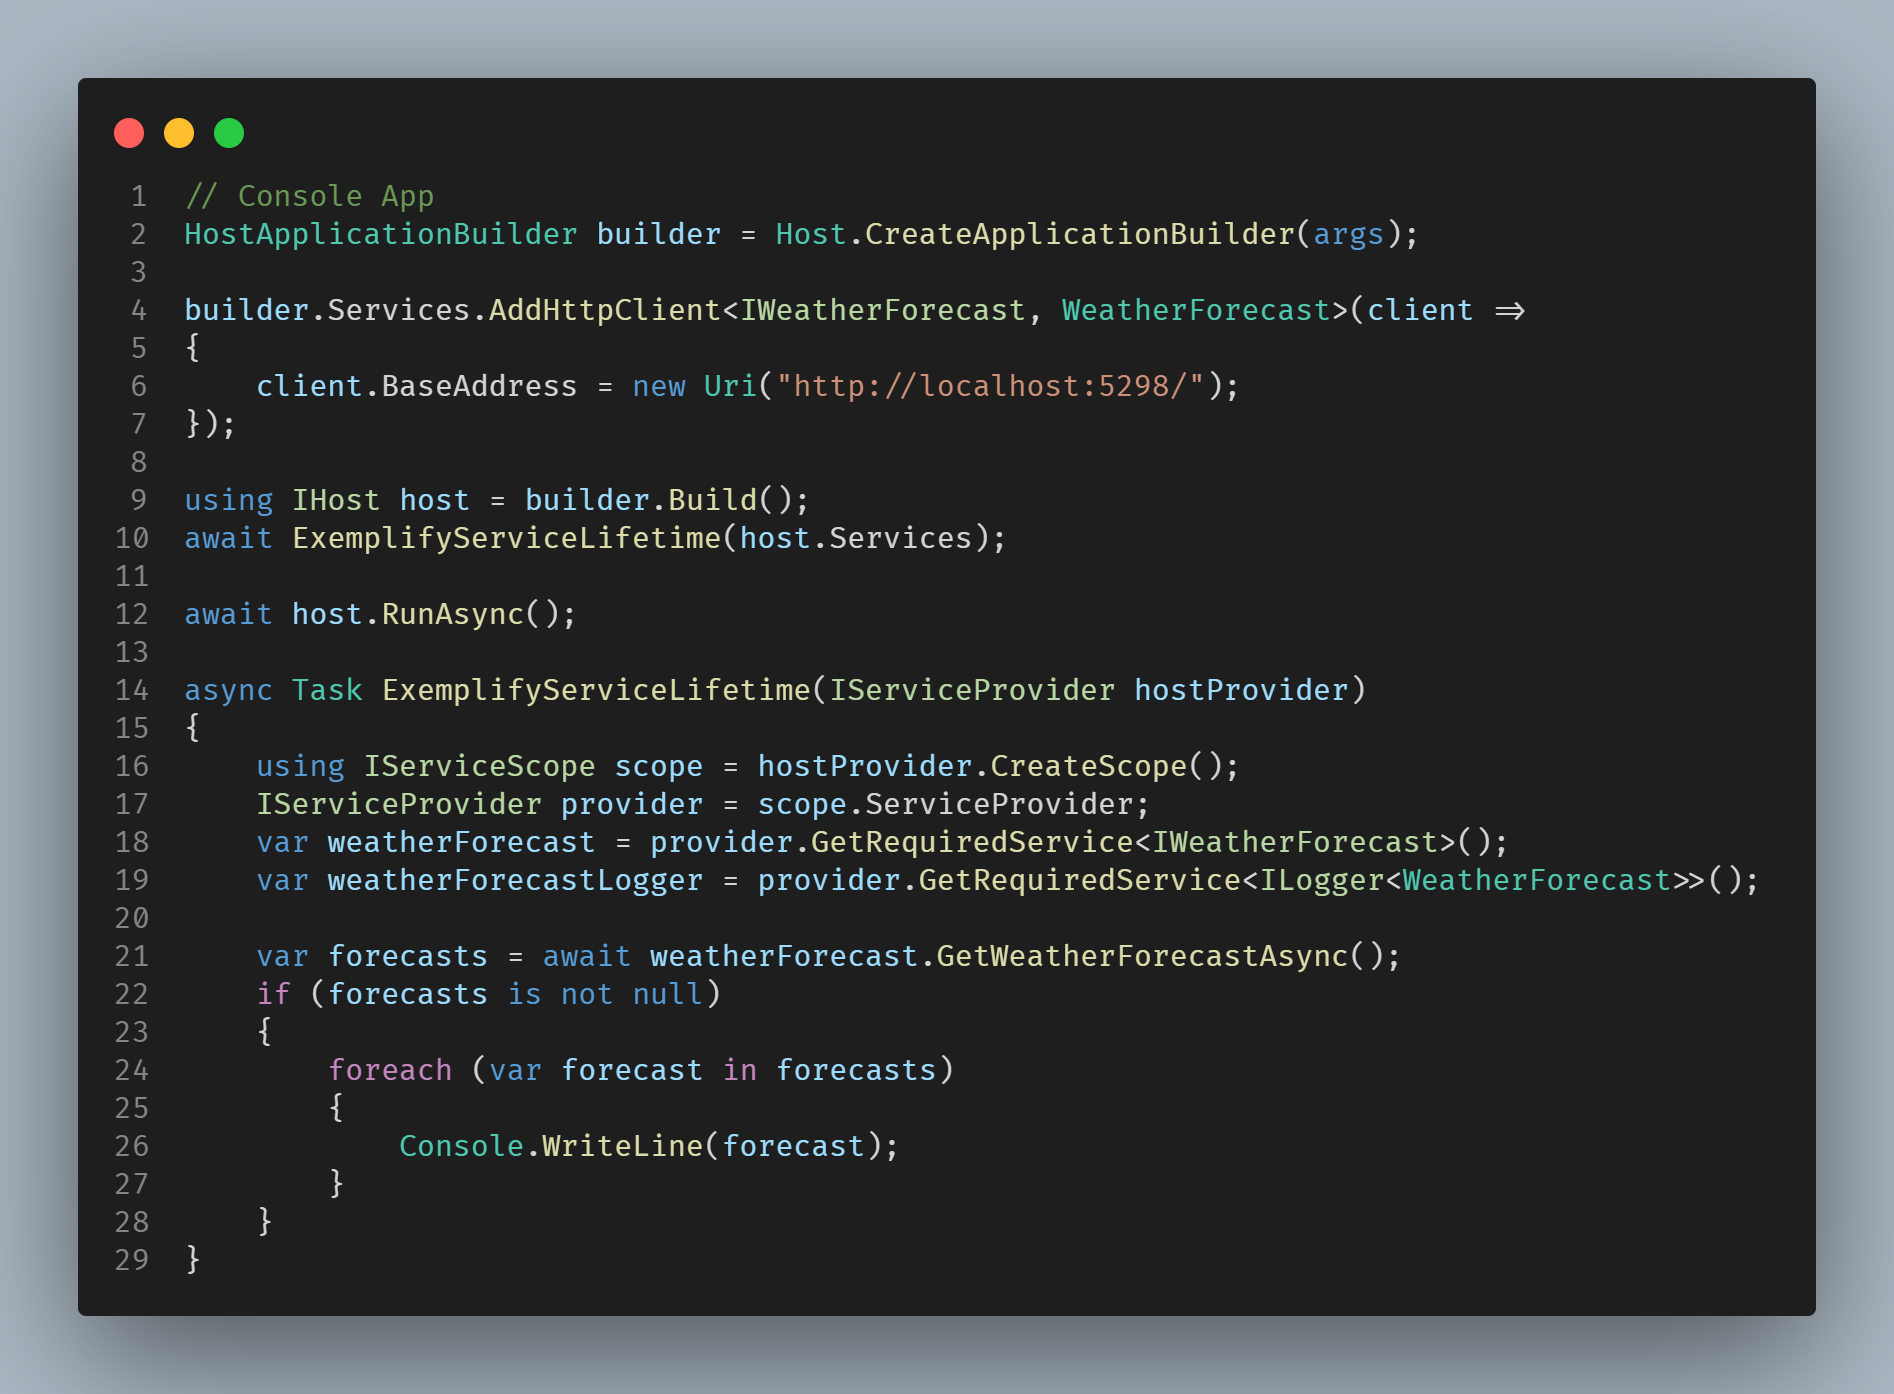 1 // Console App
2 HostApplicationBuilder builder = Host.CreateApplicationBuilder(args);
3
4 builder.Services.AddHttpClient<IWeatherForecast, WeatherForecast>(client =>
5 {
6     client.BaseAddress = new Uri("http://localhost:5298/");
7 });
8
9 using IHost host = builder.Build();
10 await ExemplifyServiceLifetime(host.Services);
11
12 await host.RunAsync();
13
14 async Task ExemplifyServiceLifetime(IServiceProvider hostProvider)
15 {
16     using IServiceScope scope = hostProvider.CreateScope();
17     IServiceProvider provider = scope.ServiceProvider;
18     var weatherForecast = provider.GetRequiredService<IWeatherForecast>();
19     var weatherForecastLogger = provider.GetRequiredService<ILogger<WeatherForecast>>();
20
21     var forecasts = await weatherForecast.GetWeatherForecastAsync();
22     if (forecasts is not null)
23     {
24         foreach (var forecast in forecasts)
25         {
26             Console.WriteLine(forecast);
27         }
28     }
29 }